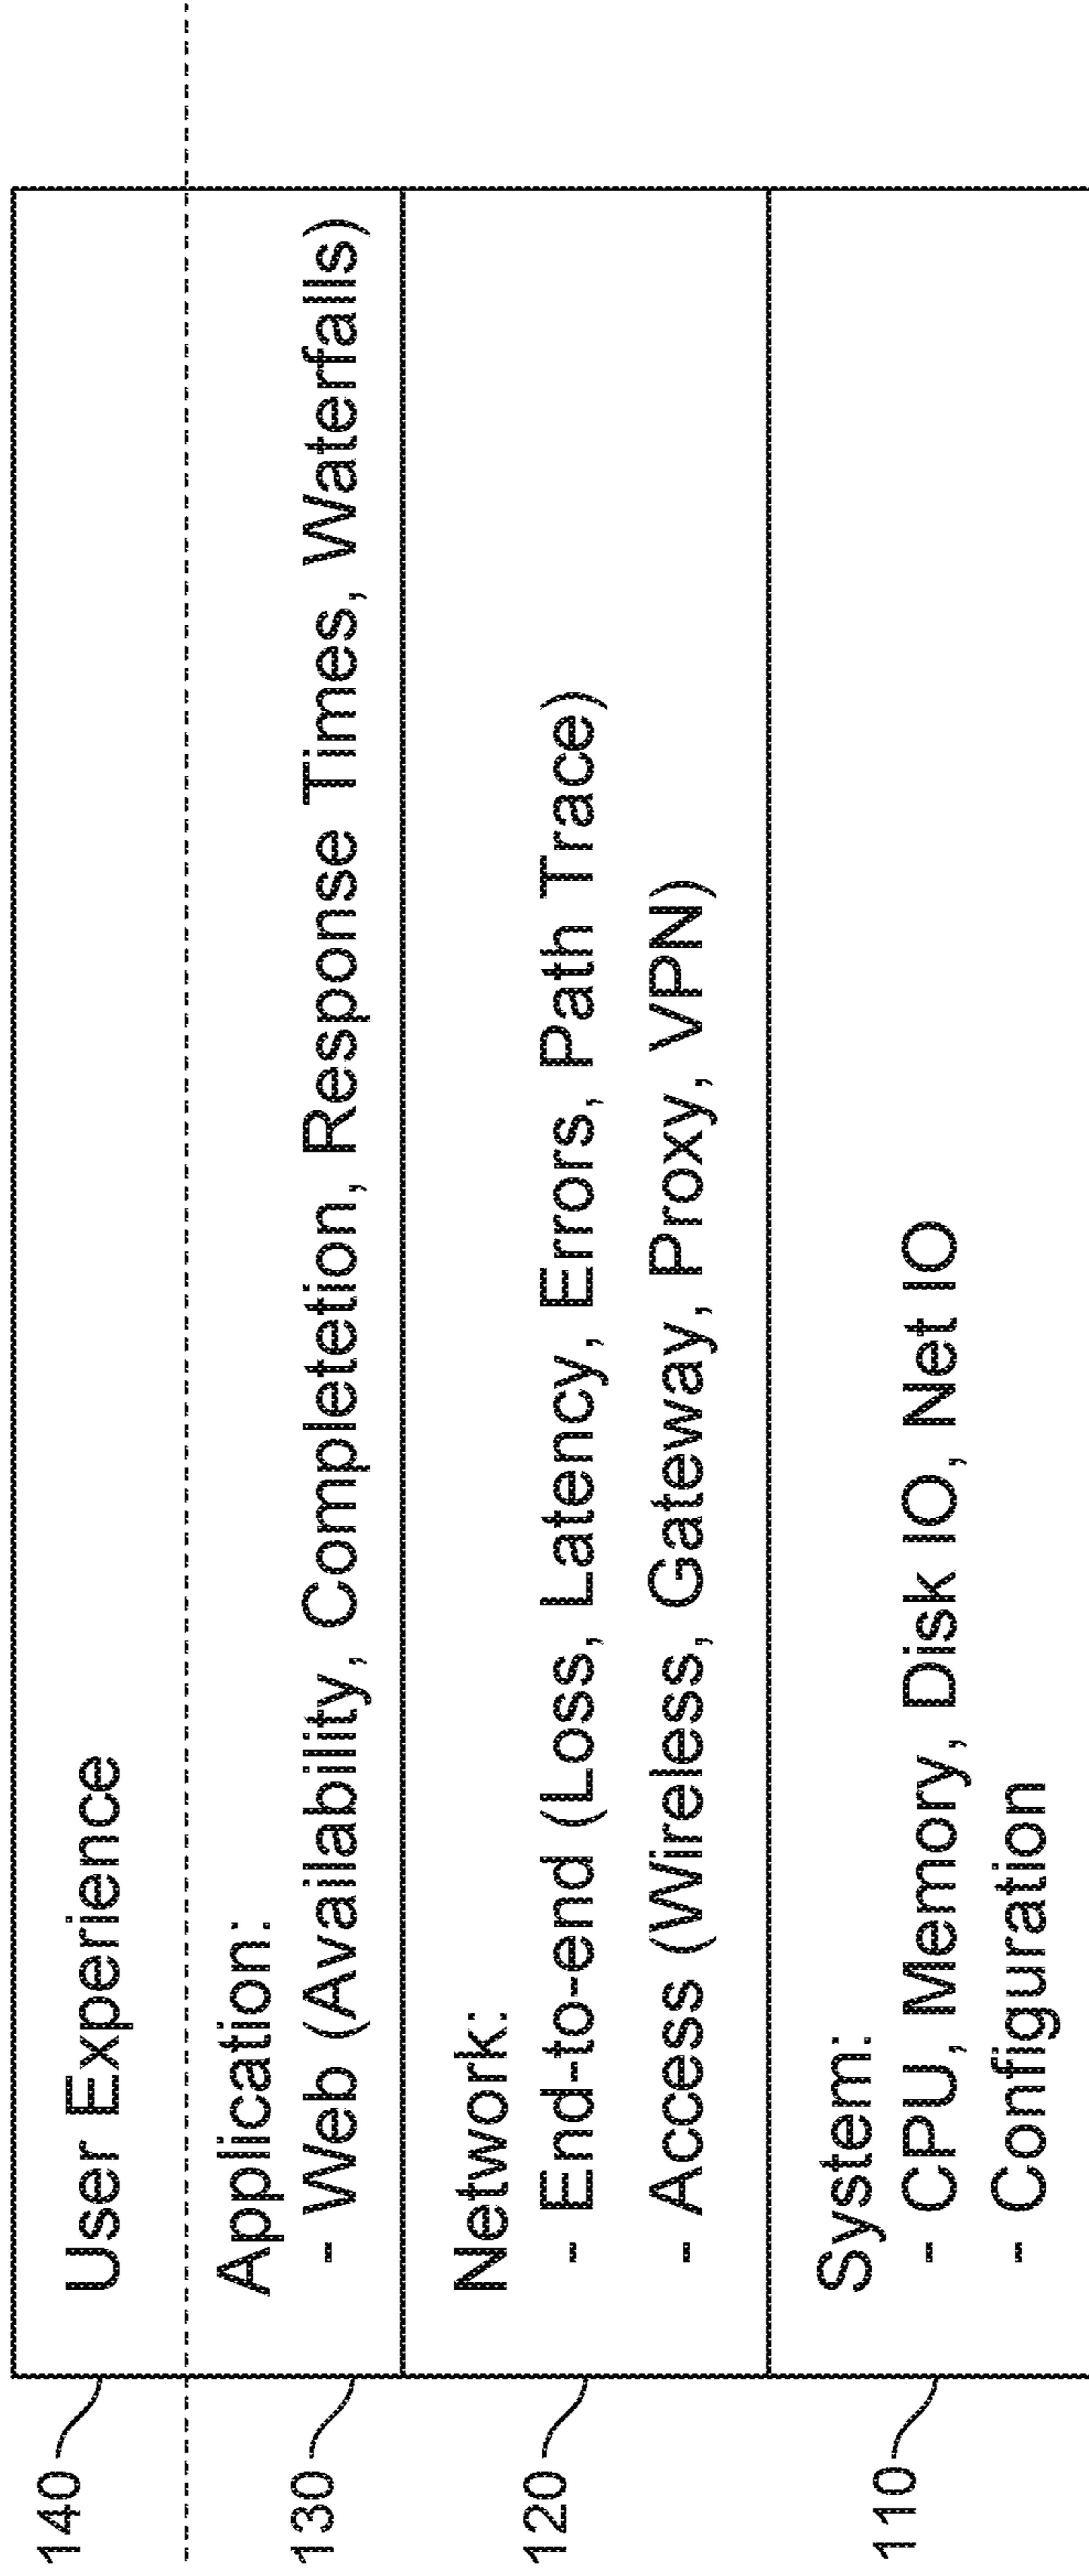 140
User Experience
130
Application:
- Web (Availability, Completetion, Response Times, Waterfalls)
120
Network:
- End-to-end (Loss, Latency, Errors, Path Trace)
- Access (Wireless, Gateway, Proxy, VPN)
110
System:
- CPU, Memory, Disk IO, Net IO
- Configuration